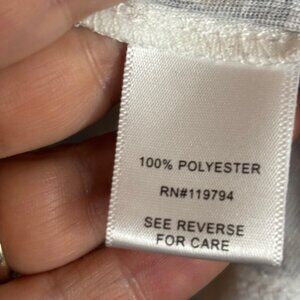 100% POLYESTER
RN#119794
SEE REVERSE
FOR CARE